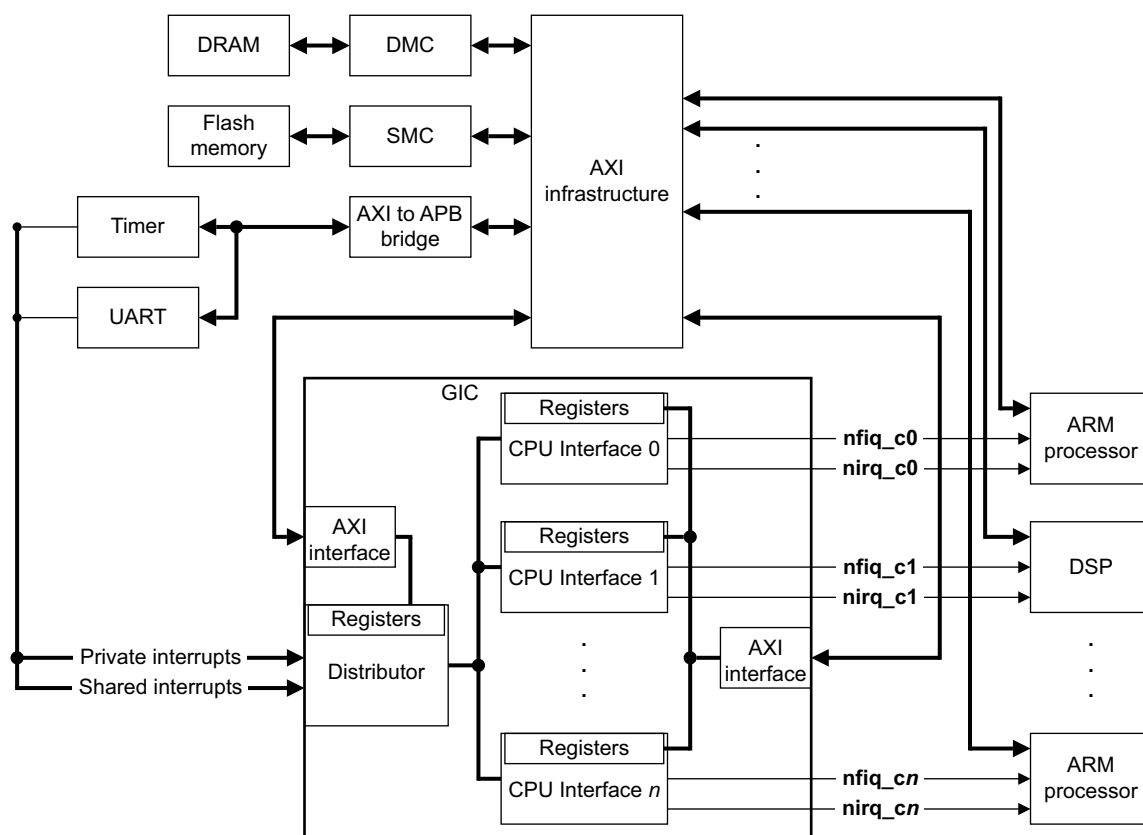 DRAM
DMC
Flash
memory
SMC
AXI
infrastructure
Timer
AXI to APB
bridge
UART
GIC
Registers
CPU Interface 0
nfiq_c0
nirq_c0
ARM
processor
AXI
interface
Registers
CPU Interface 1
nfiq_c1
nirq_c1
DSP
Registers
Distributor
Private interrupts
Shared interrupts
AXI
interface
Registers
CPU Interface n
nfiq_cn
nirq_cn
ARM
processor